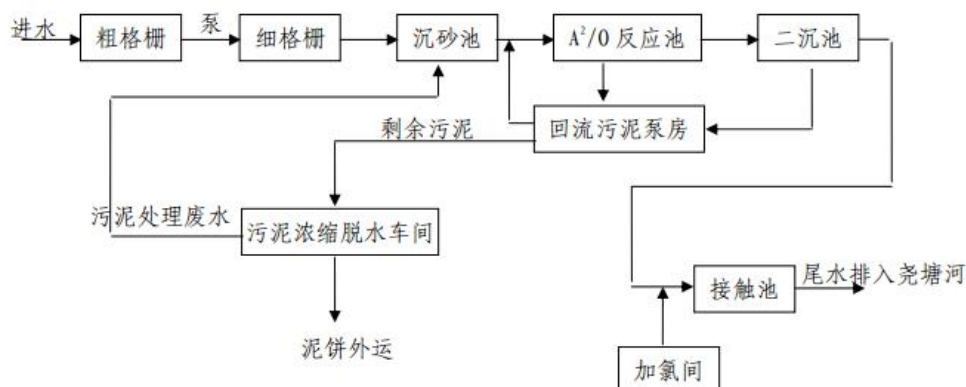 进水
粗格栅
泵
细格栅
沉砂池
A²/O 反应池
二沉池
剩余污泥
回流污泥泵房
污泥处理废水
污泥浓缩脱水车间
接触池
尾水排入尧塘河
泥饼外运
加氯间